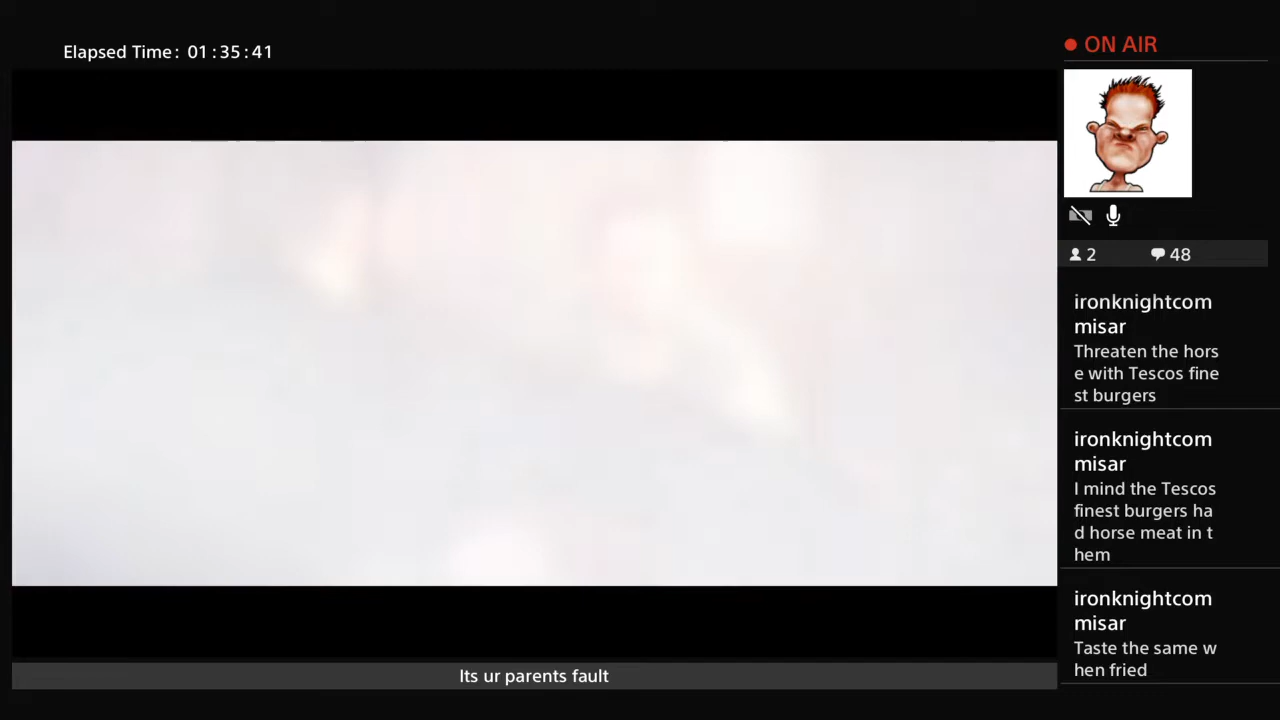 Elapsed Time: 01:35:41
ON AIR
2 48
ironknightcom
misar
Threaten the hors
e with Tescos fine
st burgers
ironknightcom
misar
I mind the Tescos
finest burgers ha
d horse meat in t
hem
ironknightcom
misar
Taste the same w
hen fried
Its ur parents fault